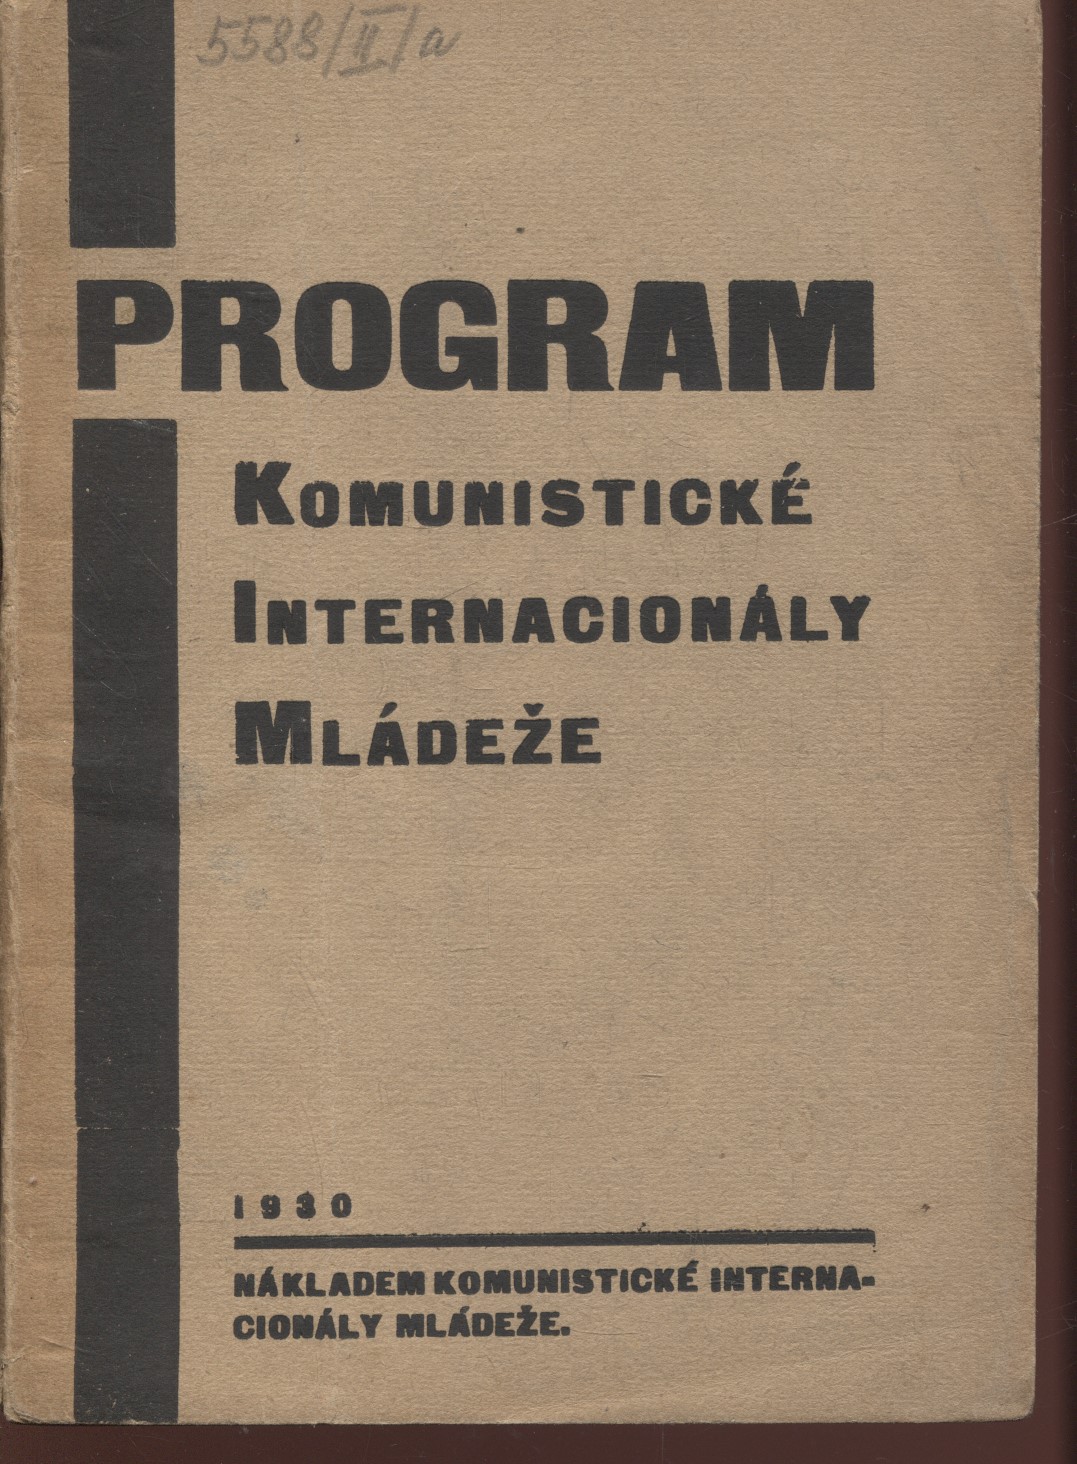 5588/II/a
PROGRAM
KOMUNISTICKÉ
INTERNACIONÁLY
MLÁDEŽE
1930
NÁKLADEM KOMUNISTICKÉ INTERNA-
CIONÁLY MLÁDEŽE.